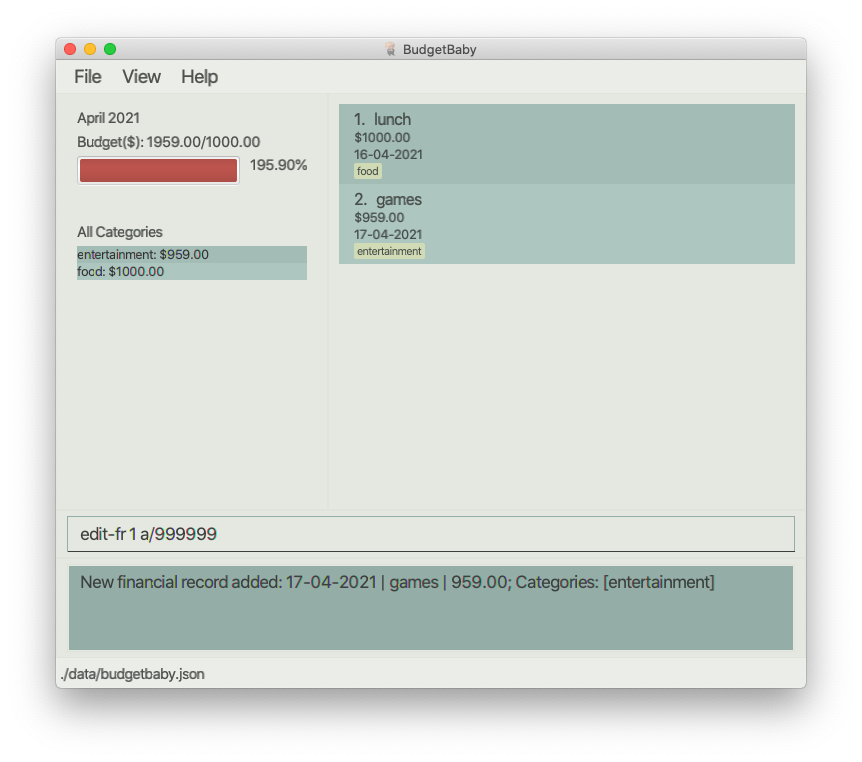 BudgetBaby
File View Help
April 2021
Budget($): 1959.00/1000.00
195.90%
All Categories
entertainment: $959.00
food: $1000.00
1. lunch
$1000.00
16-04-2021
food
2. games
$959.00
17-04-2021
entertainment
edit-fr 1 a/999999
New financial record added: 17-04-2021 | games | 959.00; Categories: [entertainment]
./data/budgetbaby.json